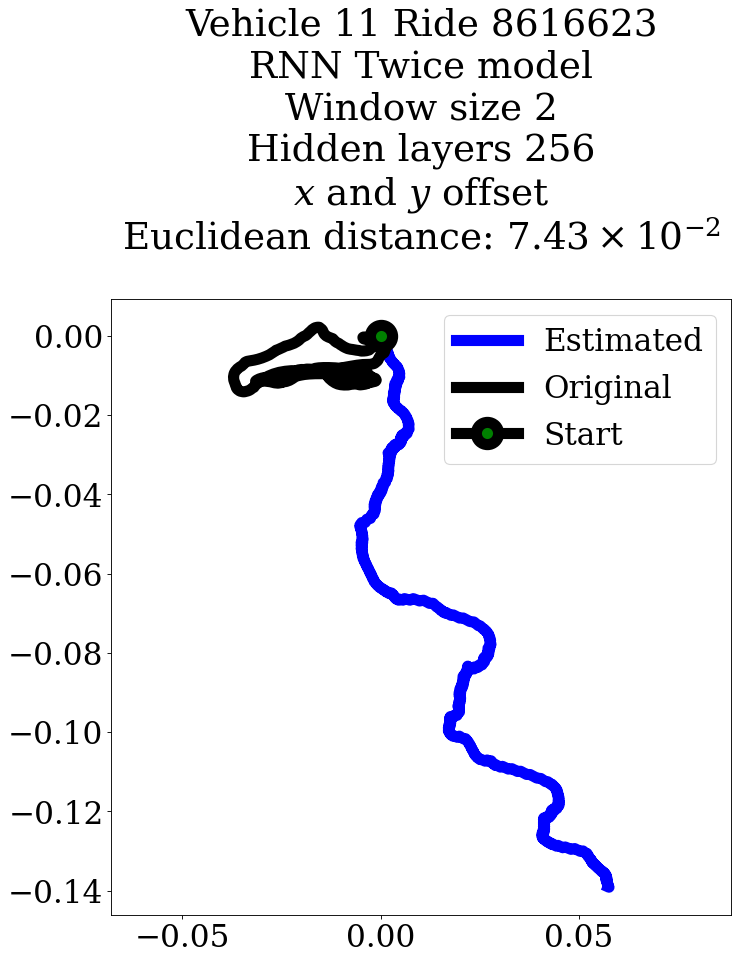 Vehicle 11 Ride 8616623
RNN Twice model
Window size 2
Hidden layers 256
x and y offset
Euclidean distance: 7.43 × 10⁻²
Estimated
Original
Start
0.00
−0.02
−0.04
−0.06
−0.08
−0.10
−0.12
−0.14
−0.05 0.00 0.05